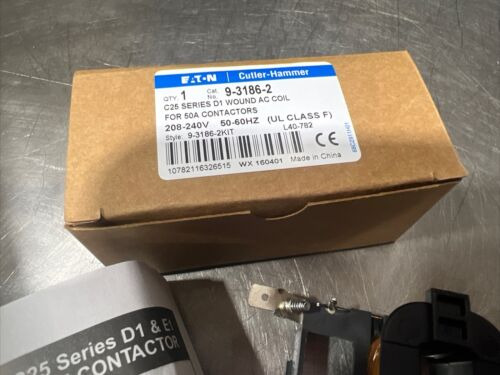 EATON Cutler-Hammer
QTY. 1 Cat. No. 9-3186-2
C25 SERIES D1 WOUND AC COIL
FOR 50A CONTACTORS
208-240V 50-60HZ (UL CLASS F)
Style: 9-3186-2KIT L40-782
10782116326515 WX 160401 Made in China
CE
C25 Series D1 & E1
CONTACTOR